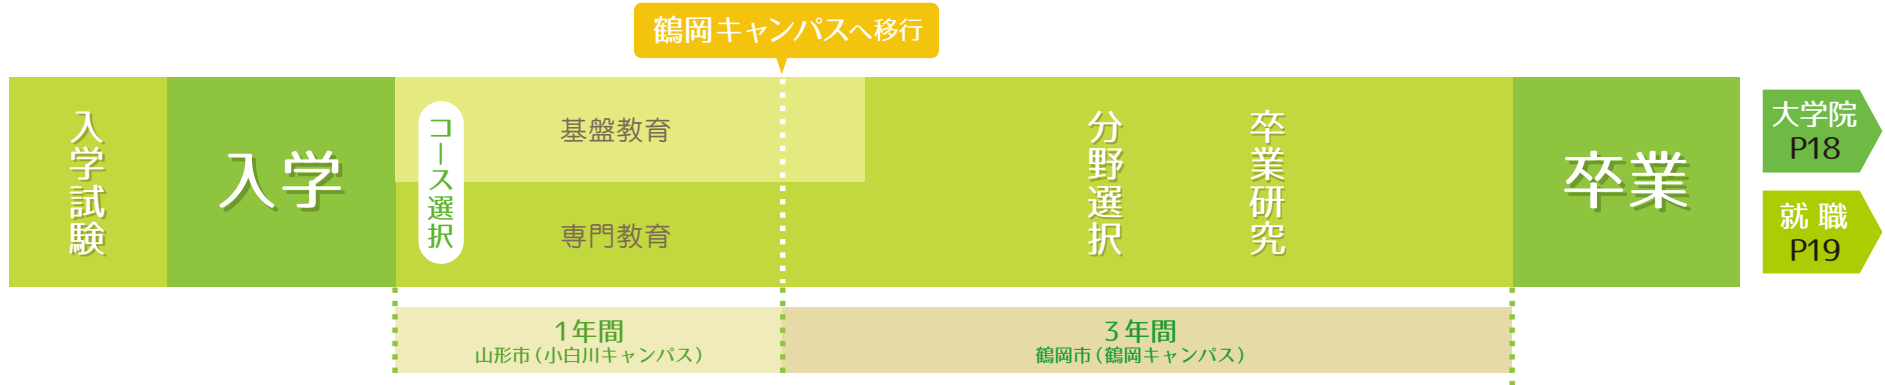 鶴岡キャンパスへ移行
入学試験
入学
コース選択
基盤教育
専門教育
分野選択
卒業研究
卒業
大学院
P18
就職
P19
1年間
山形市(小白川キャンパス)
3年間
鶴岡市(鶴岡キャンパス)